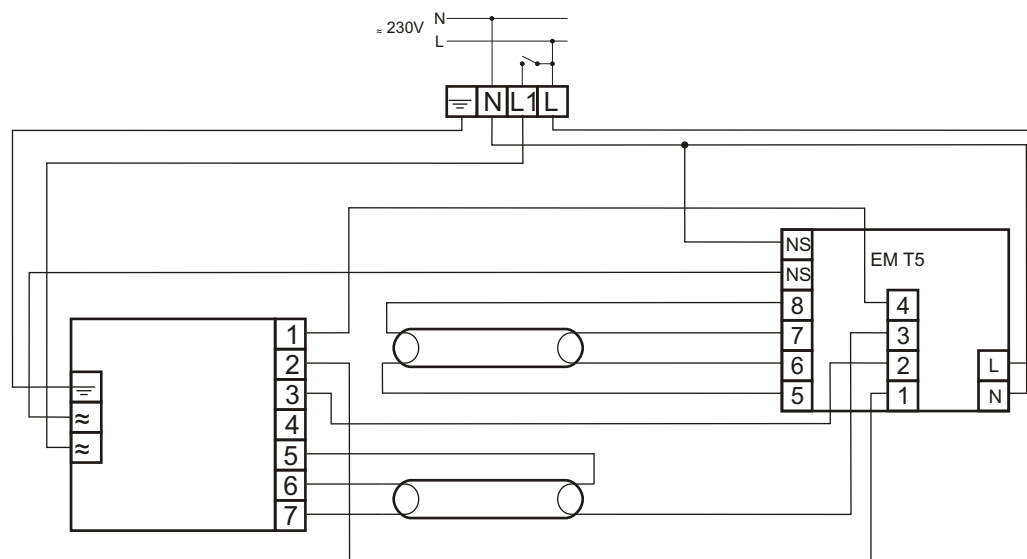 ≈ 230V N
L
N L1 L
NS
EM T5
NS
8 4
1 7 3
2 6 2 L
3 5 1 N
≈ 4
≈ 5
6
7